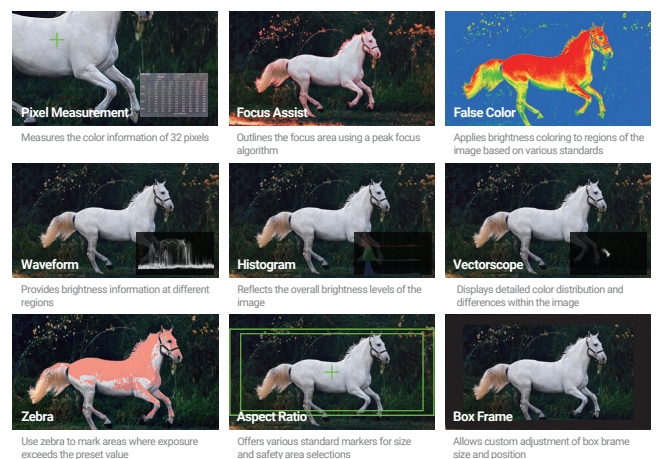 Pixel Measurement
Focus Assist
False Color
Measures the color information of 32 pixels
Outlines the focus area using a peak focus
algorithm
Applies brightness coloring to regions of the
image based on various standards
Waveform
Histogram
Vectorscope
Provides brightness information at different
regions
Reflects the overall brightness levels of the
image
Displays detailed color distribution and
differences within the image
Zebra
Aspect Ratio
Box Frame
Use zebra to mark areas where exposure
exceeds the preset value
Offers various standard markers for size
and safety area selections
Allows custom adjustment of box brame
size and position